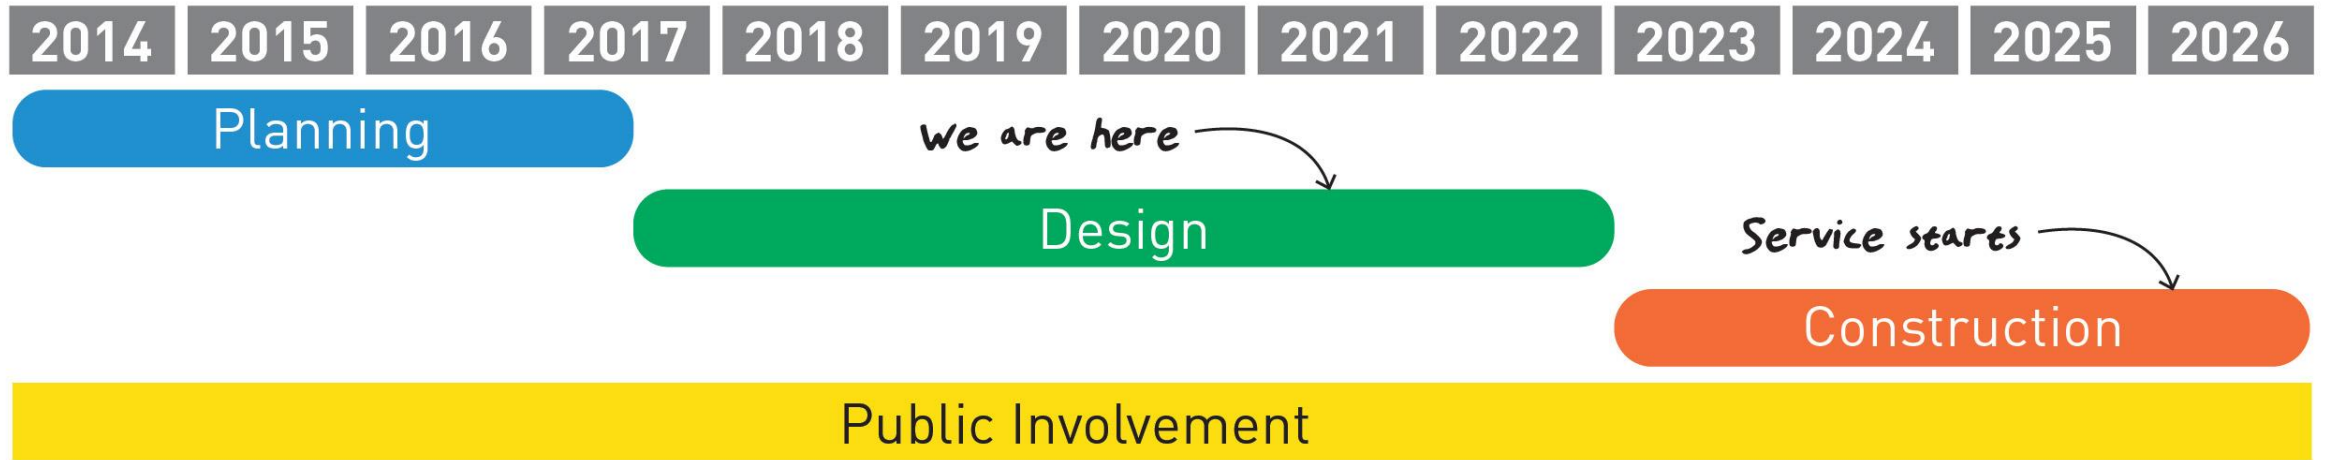 2014 2015 2016 2017 2018 2019 2020 2021 2022 2023 2024 2025 2026
Planning
We are here
Design
Service starts
Construction
Public Involvement